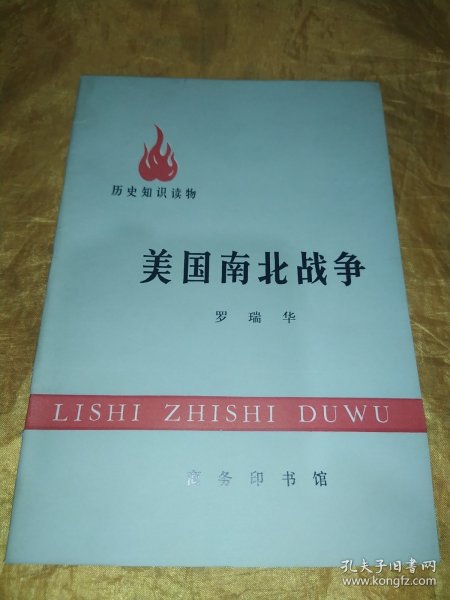 历史知识读物
美国南北战争
罗瑞华
LISHI ZHISHI DUWU
商务印书馆
孔夫子旧书网
www.kongfz.com